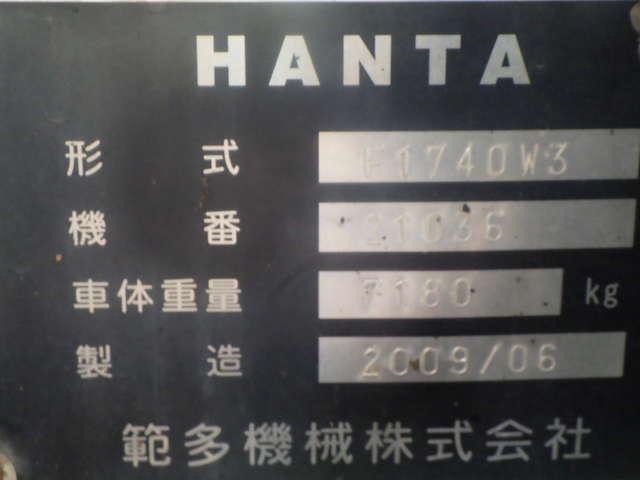 HANTA
形 式 F1740W3
機 番 21036
車体重量 7180 kg
製 造 2009/06
範多機械株式会社